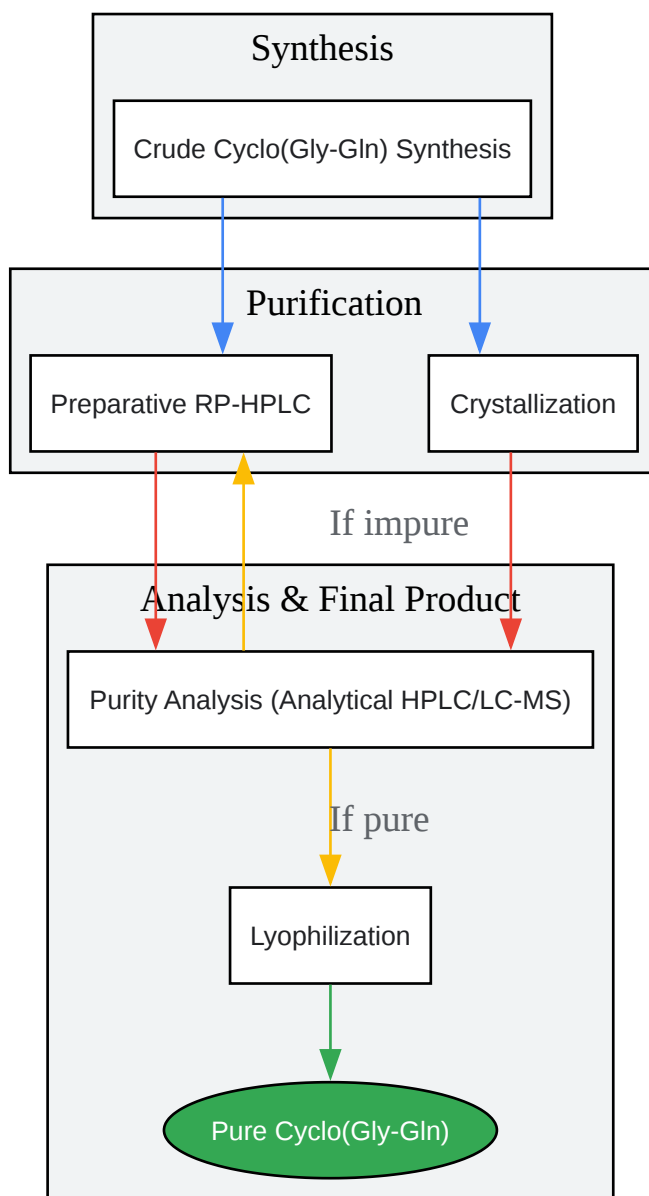 Synthesis
Crude Cyclo(Gly-Gln) Synthesis
Purification
Preparative RP-HPLC
Crystallization
If impure
Analysis & Final Product
Purity Analysis (Analytical HPLC/LC-MS)
If pure
Lyophilization
Pure Cyclo(Gly-Gln)